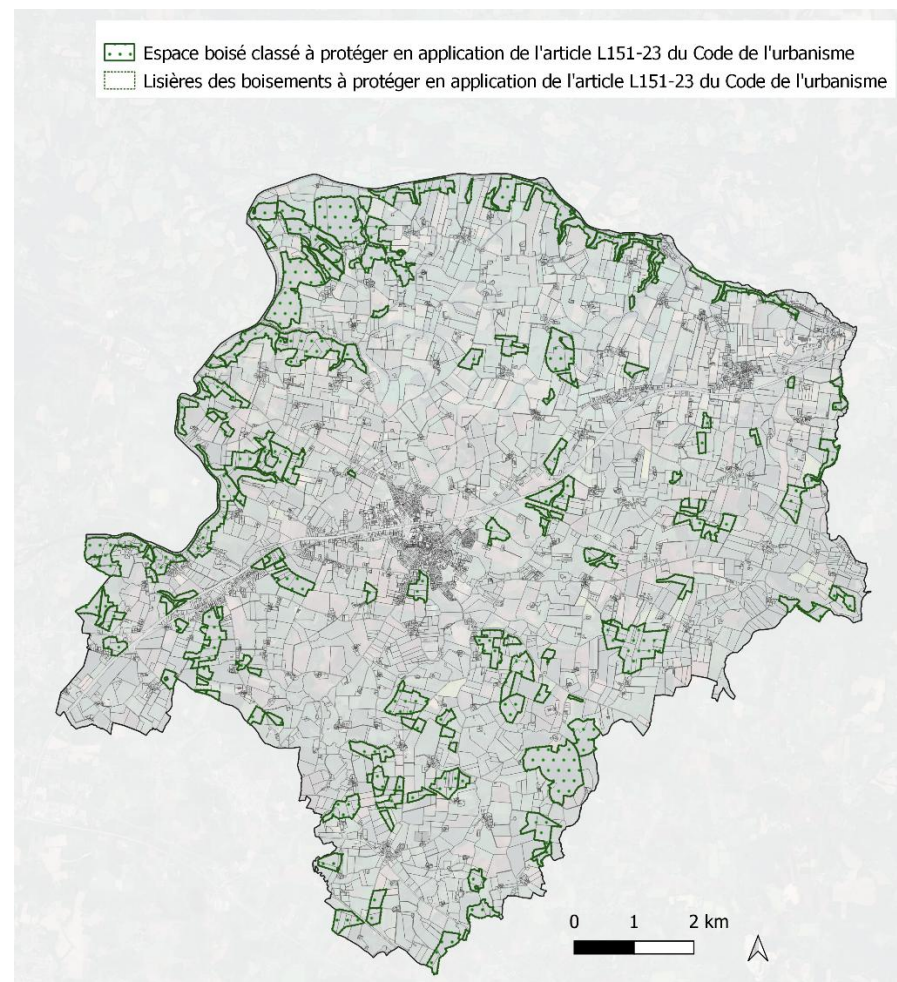 Espace boisé classé à protéger en application de l'article L151-23 du Code de l'urbanisme
Lisières des boisements à protéger en application de l'article L151-23 du Code de l'urbanisme
0 1 2 km